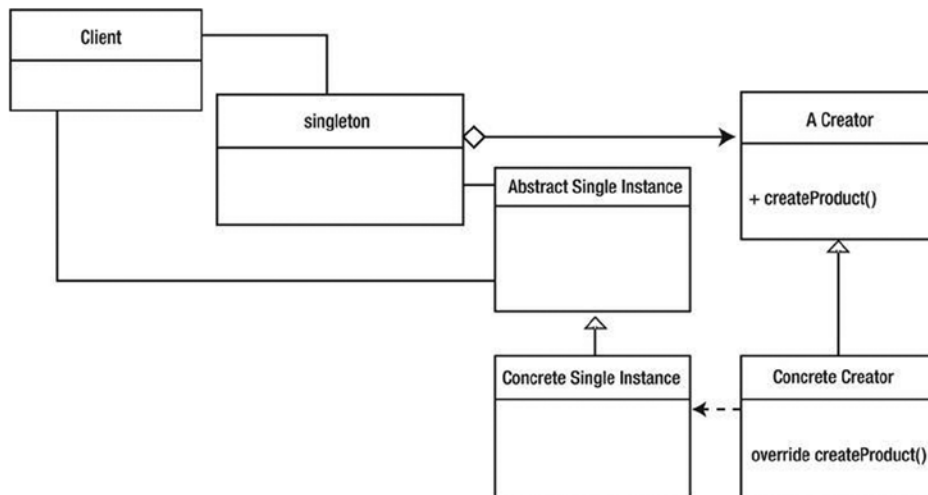 Client
singleton
A Creator
Abstract Single Instance
+ createProduct()
Concrete Single Instance
Concrete Creator
override createProduct()